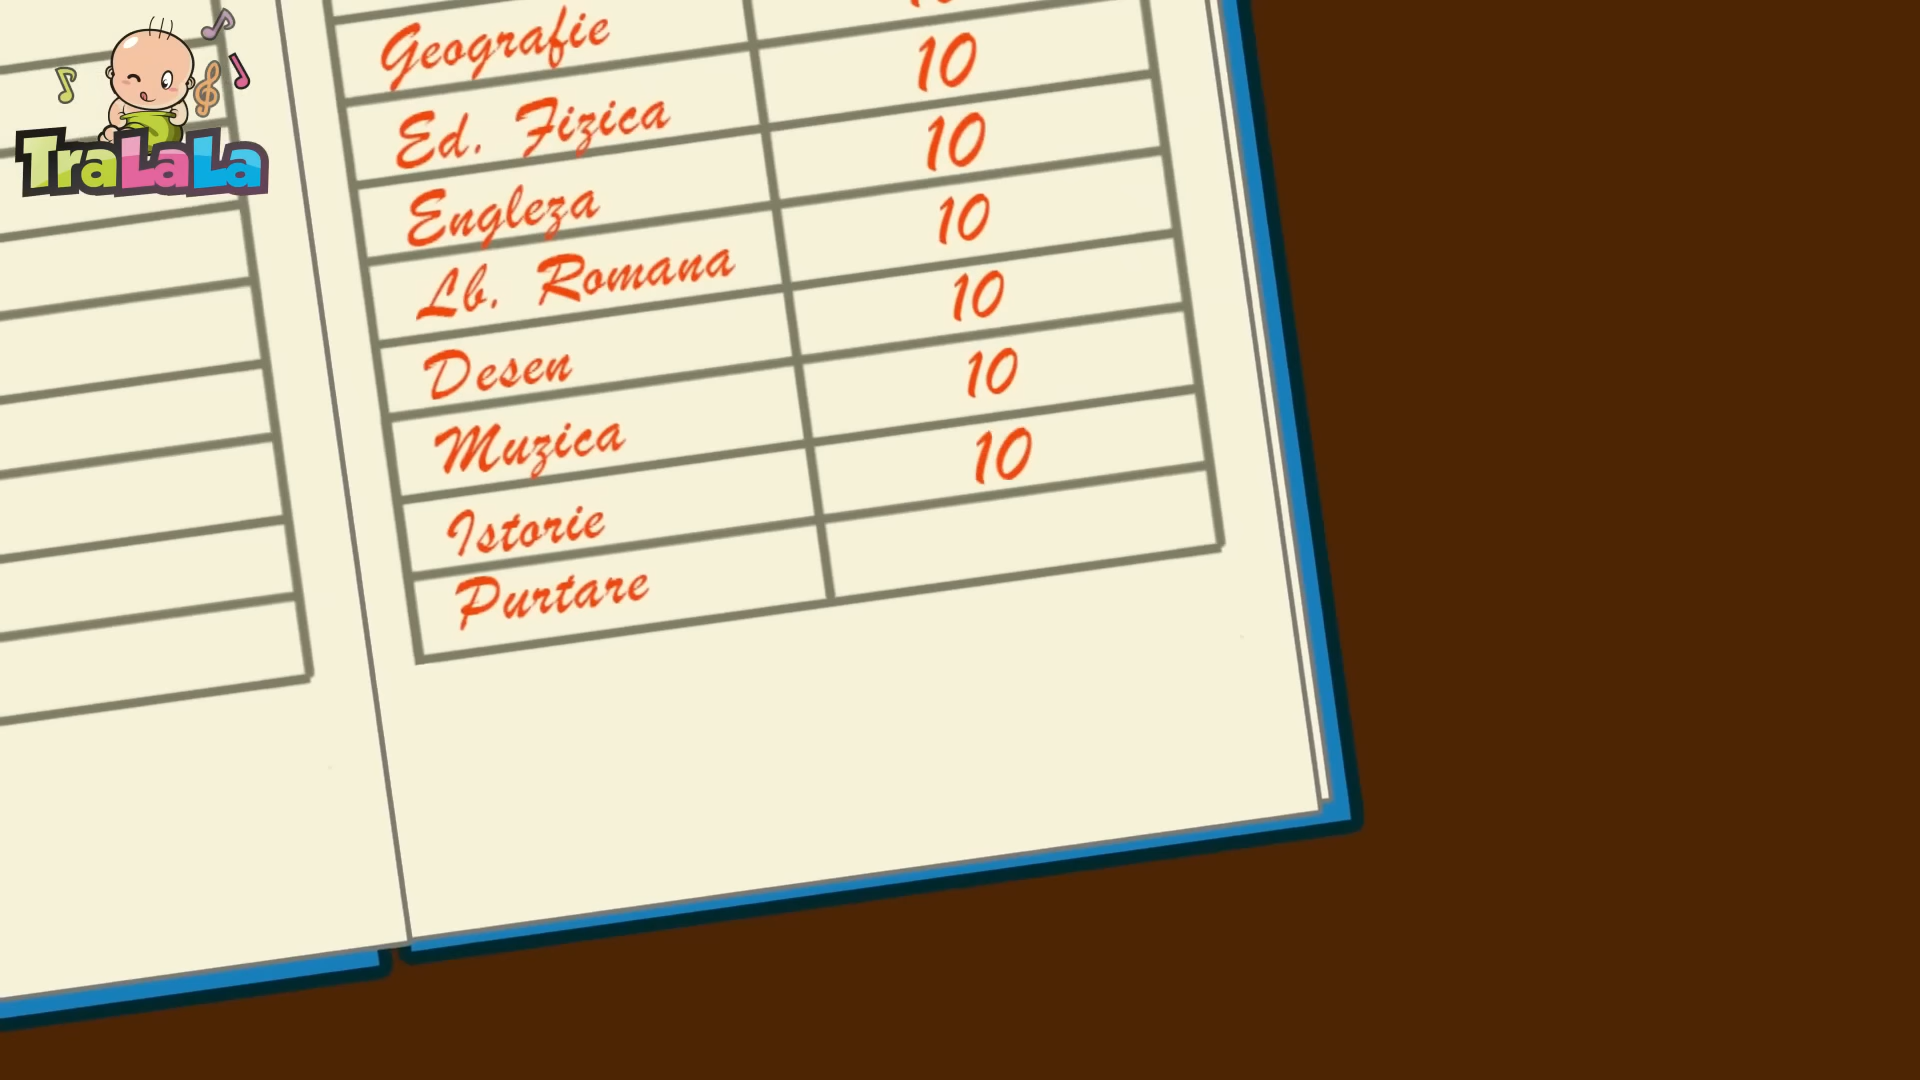 TraLaLa
Geografie
Ed. Fizica 10
Engleza 10
Lb. Romana 10
Desen 10
Muzica 10
Istorie 10
Purtare